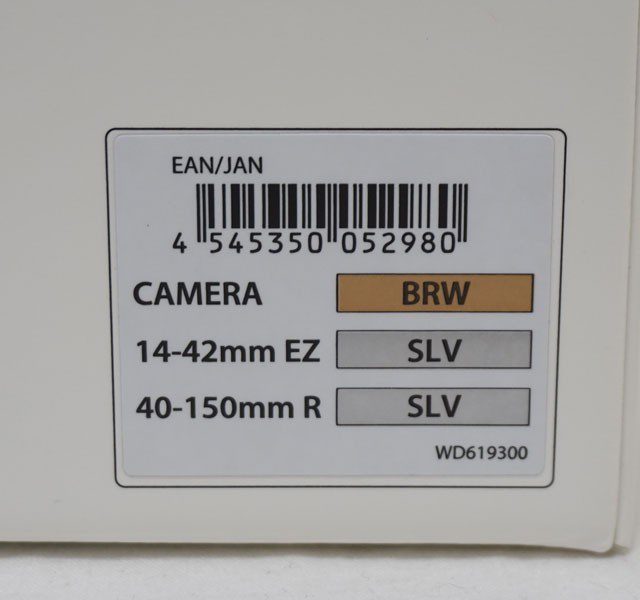 EAN/JAN
4 545350 052980
CAMERA BRW
14-42mm EZ SLV
40-150mm R SLV
WD619300